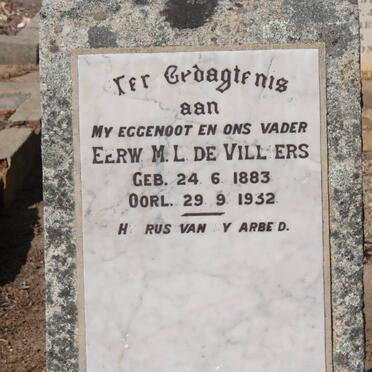 Ter Gedagtenis
aan
MY EGGENOOT EN ONS VADER
EERW. M. L. DE VILLIERS
GEB. 24. 6. 1883
OORL. 29. 9. 1932.
HY RUS VAN SY ARBEID.